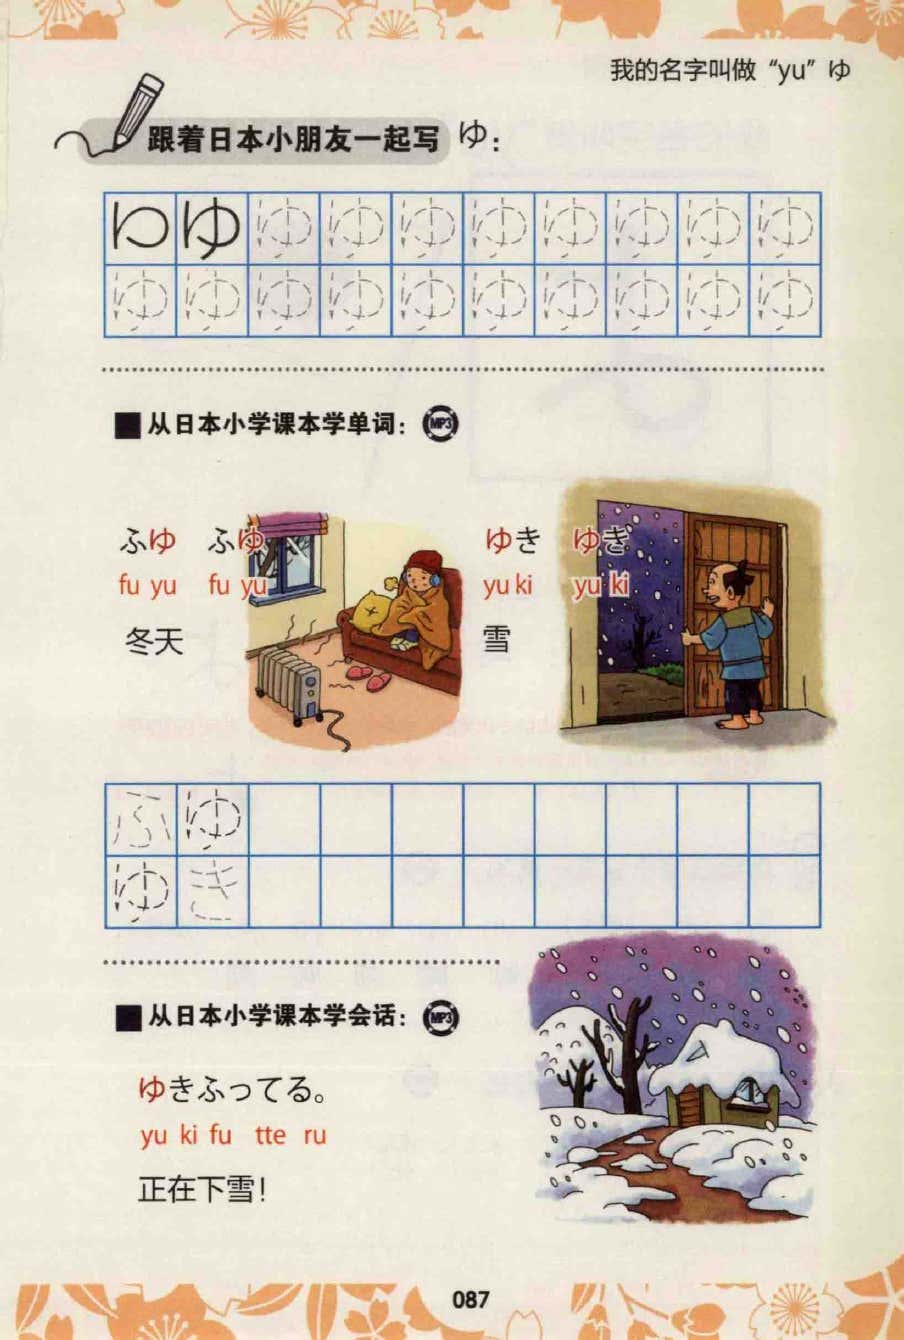 我的名字叫做“yu”ゆ
跟着日本小朋友一起写 ゆ：
ゆ ゆ ゆ ゆ ゆ ゆ ゆ ゆ ゆ
ゆ ゆ ゆ ゆ ゆ ゆ ゆ ゆ ゆ ゆ
■从日本小学课本学单词： MP3
ふゆ ふゆ
fu yu fu yu
冬天
ゆき ゆき
yu ki yu ki
雪
ふゆ
ゆき
■从日本小学课本学会话： MP3
ゆきふってる。
yu ki fu tte ru
正在下雪！
087